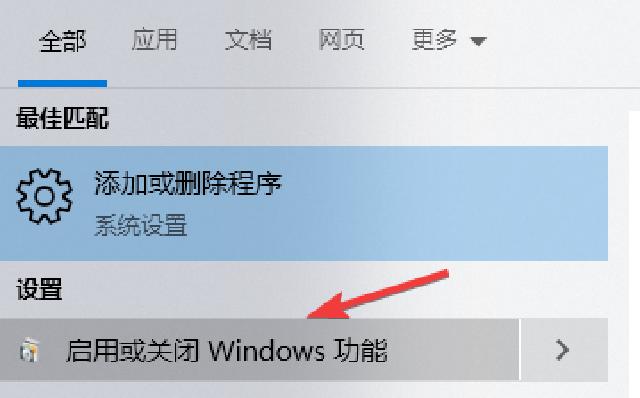 全部 应用 文档 网页 更多
最佳匹配
添加或删除程序
系统设置
设置
启用或关闭 Windows 功能